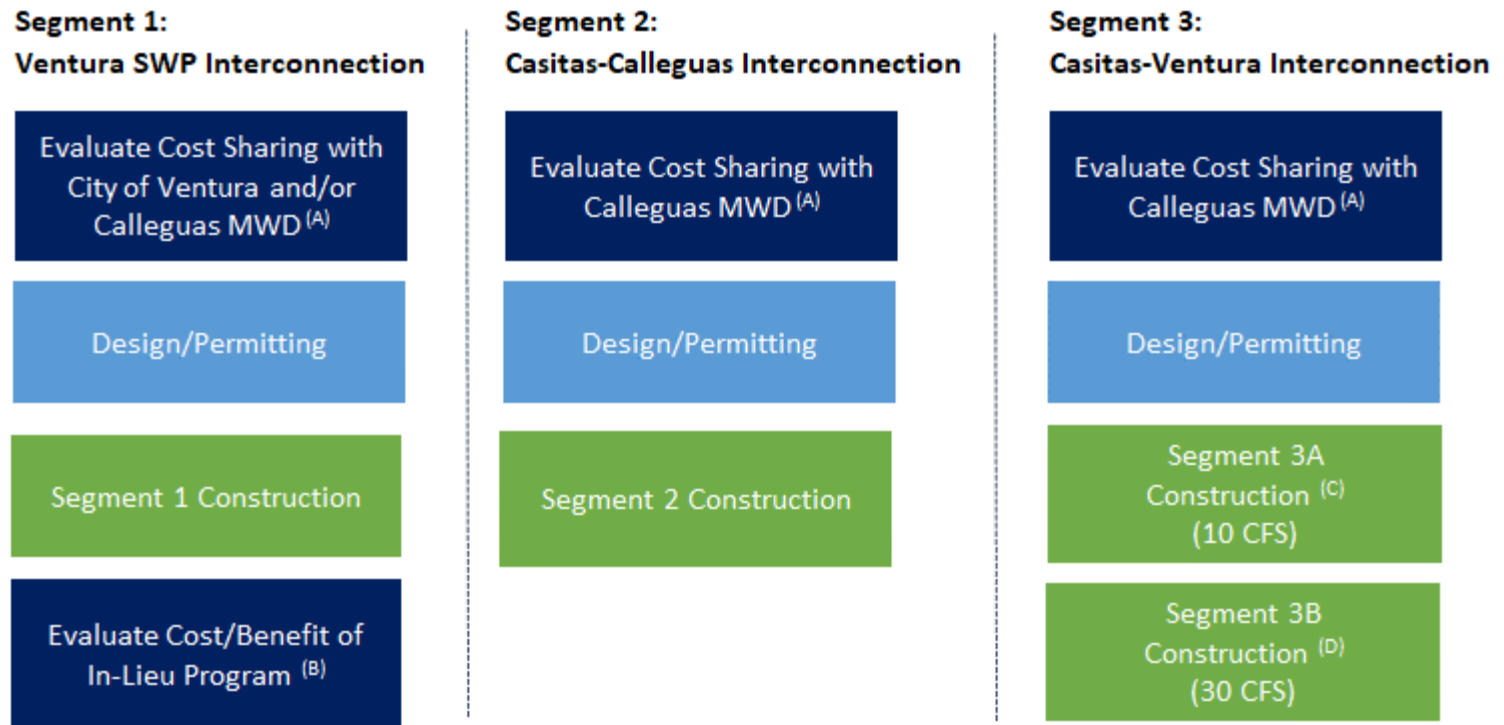 Segment 1:
Ventura SWP Interconnection
Evaluate Cost Sharing with
City of Ventura and/or
Calleguas MWD (A)
Design/Permitting
Segment 1 Construction
Evaluate Cost/Benefit of
In-Lieu Program (B)
Segment 2:
Casitas-Calleguas Interconnection
Evaluate Cost Sharing with
Calleguas MWD (A)
Design/Permitting
Segment 2 Construction
Segment 3:
Casitas-Ventura Interconnection
Evaluate Cost Sharing with
Calleguas MWD (A)
Design/Permitting
Segment 3A
Construction (C)
(10 CFS)
Segment 3B
Construction (D)
(30 CFS)